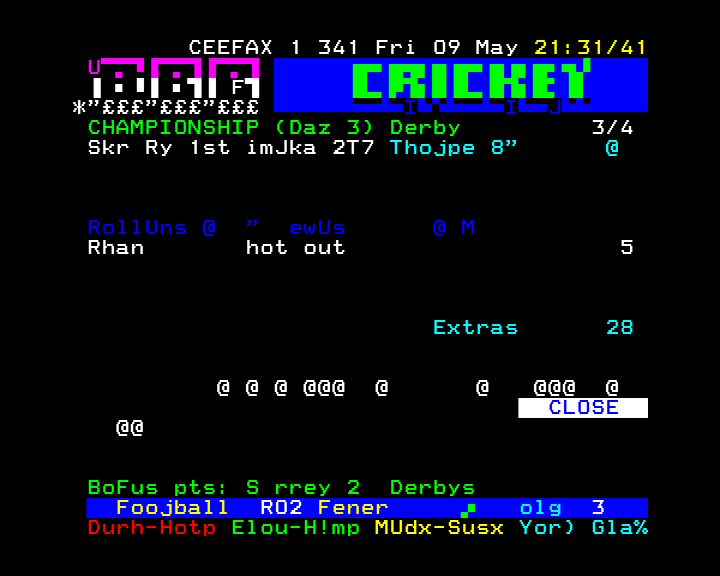 CEEFAX 1 341 Fri 09 May 21:31/41
CRICKET
*”£££”£££”£££
CHAMPIONSHIP (Daz 3) Derby 3/4
Skr Ry 1st imJka 2T7 Thojpe 8” @
RollUns @ ” ewUs @ M
Rhan hot out 5
Extras 28
@ @ @ @@@ @ @ @@@ @
CLOSE
@@
BoFus pts: S rrey 2 Derbys
Foojball RO2 Fener olg 3
Durh-Hotp Elou-H!mp MUdx-Susx Yor) Gla%